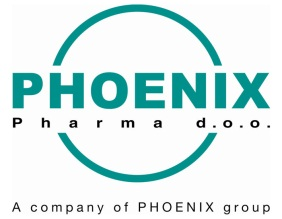 PHOENIX
Pharma d.o.o.
A company of PHOENIX group